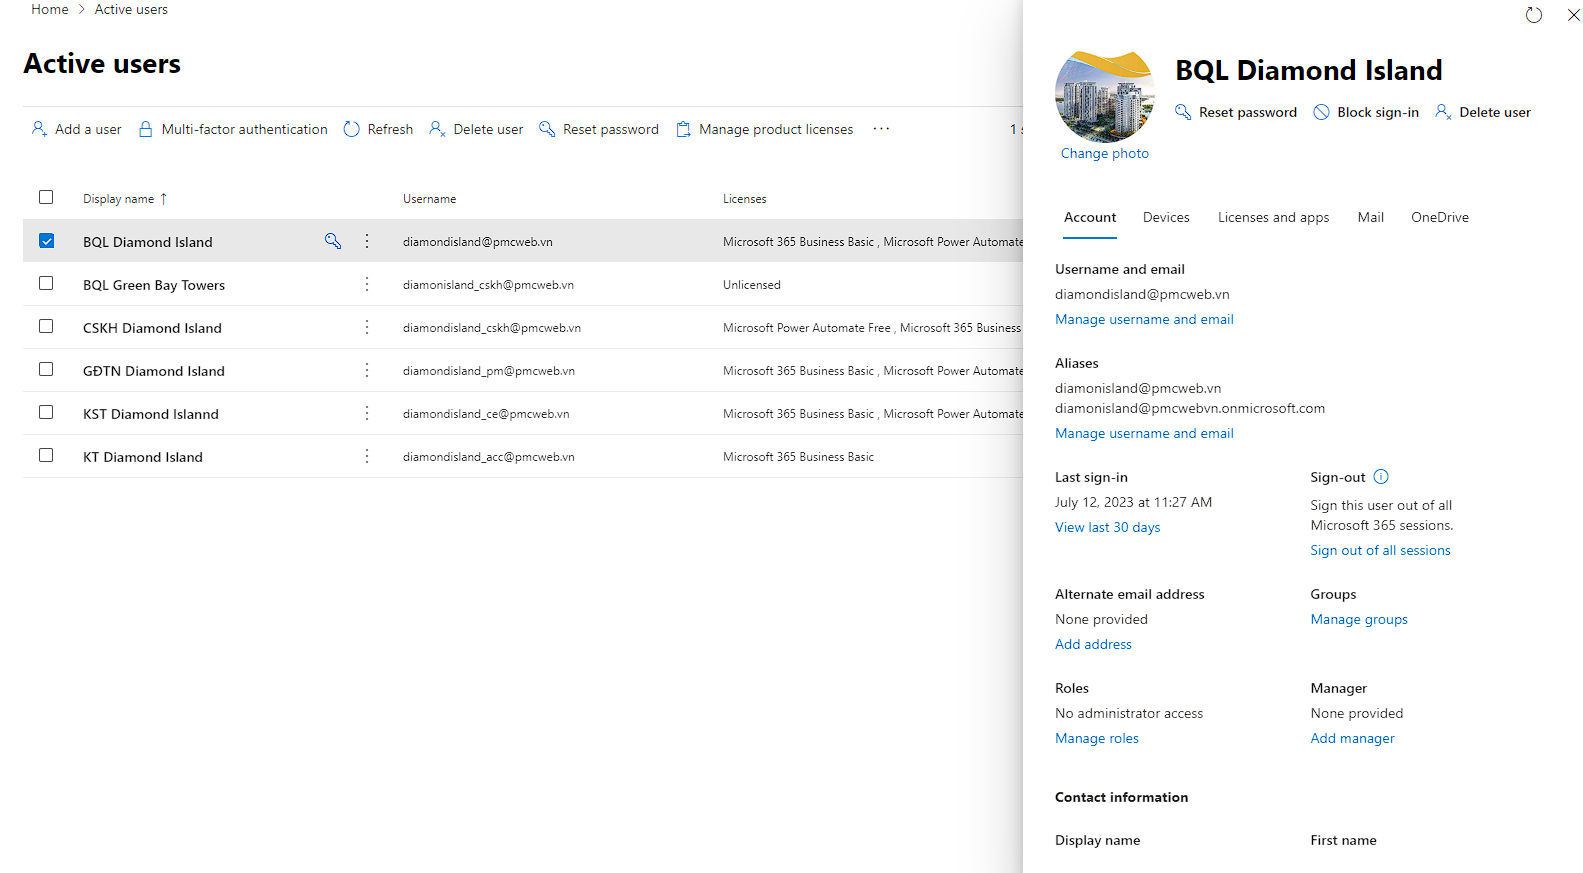 Home > Active users
Active users
Add a user Multi-factor authentication Refresh Delete user Reset password Manage product licenses ··· 1
Display name ↑ Username Licenses
BQL Diamond Island diamondisland@pmcweb.vn Microsoft 365 Business Basic , Microsoft Power Automate
BQL Green Bay Towers diamonisland_cskh@pmcweb.vn Unlicensed
CSKH Diamond Island diamondisland_cskh@pmcweb.vn Microsoft Power Automate Free , Microsoft 365 Business
GĐTN Diamond Island diamondisland_pm@pmcweb.vn Microsoft 365 Business Basic , Microsoft Power Automate
KST Diamond Islannd diamondisland_ce@pmcweb.vn Microsoft 365 Business Basic , Microsoft Power Automate
KT Diamond Island diamondisland_acc@pmcweb.vn Microsoft 365 Business Basic
BQL Diamond Island
Reset password Block sign-in Delete user
Change photo
Account Devices Licenses and apps Mail OneDrive
Username and email
diamondisland@pmcweb.vn
Manage username and email
Aliases
diamonisland@pmcweb.vn
diamonisland@pmcwebvn.onmicrosoft.com
Manage username and email
Last sign-in
July 12, 2023 at 11:27 AM
View last 30 days
Sign-out
Sign this user out of all
Microsoft 365 sessions.
Sign out of all sessions
Alternate email address
None provided
Add address
Groups
Manage groups
Roles
No administrator access
Manage roles
Manager
None provided
Add manager
Contact information
Display name First name